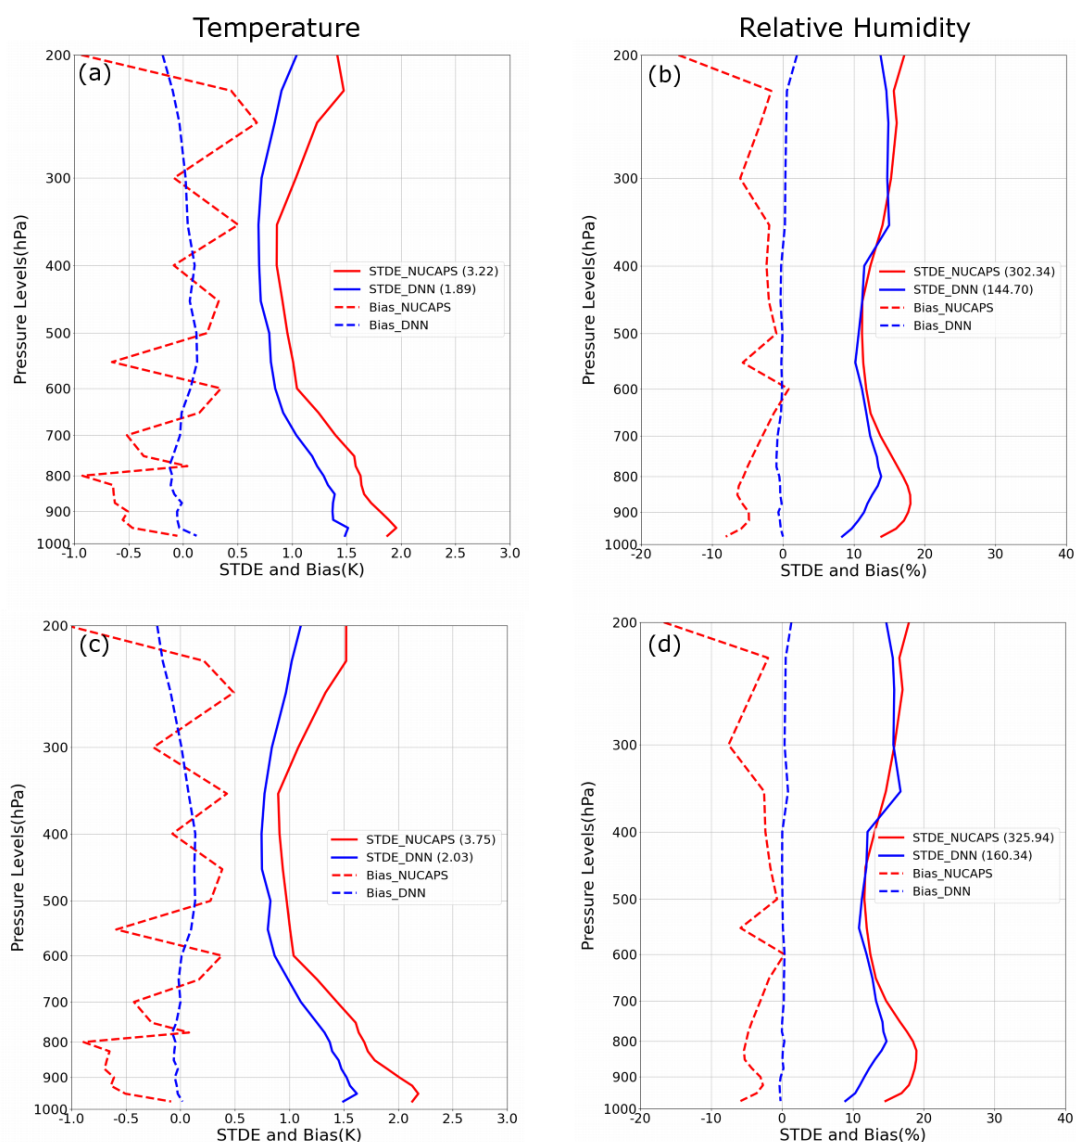 Temperature
Relative Humidity
(a)
200
300
400
500
600
700
800
900
1000
-1.0 -0.5 0.0 0.5 1.0 1.5 2.0 2.5 3.0
Pressure Levels(hPa)
STDE and Bias(K)
STDE_NUCAPS (3.22)
STDE_DNN (1.89)
Bias_NUCAPS
Bias_DNN
(b)
200
300
400
500
600
700
800
900
1000
-20 -10 0 10 20 30 40
Pressure Levels(hPa)
STDE and Bias(%)
STDE_NUCAPS (302.34)
STDE_DNN (144.70)
Bias_NUCAPS
Bias_DNN
(c)
200
300
400
500
600
700
800
900
1000
-1.0 -0.5 0.0 0.5 1.0 1.5 2.0 2.5 3.0
Pressure Levels(hPa)
STDE and Bias(K)
STDE_NUCAPS (3.75)
STDE_DNN (2.03)
Bias_NUCAPS
Bias_DNN
(d)
200
300
400
500
600
700
800
900
1000
-20 -10 0 10 20 30 40
Pressure Levels(hPa)
STDE and Bias(%)
STDE_NUCAPS (325.94)
STDE_DNN (160.34)
Bias_NUCAPS
Bias_DNN